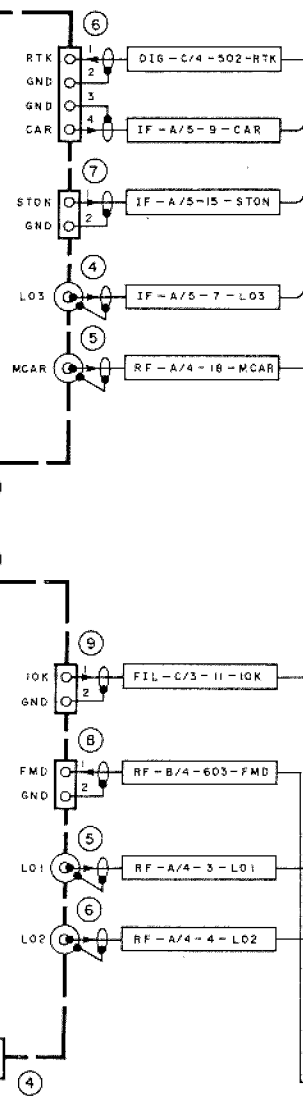 6
RTK 1 DIG-C/4-502-RTK
GND 2
GND 3
CAR 4 IF-A/5-9-CAR
7
STON 1 IF-A/5-15-STON
GND 2
4
LO3 IF-A/5-7-LO3
5
MCAR RF-A/4-18-MCAR
9
10K 1 FIL-C/3-11-10K
GND 2
8
FMD 1 RF-B/4-603-FMD
GND 2
5
LO1 RF-A/4-3-LO1
6
LO2 RF-A/4-4-LO2
4